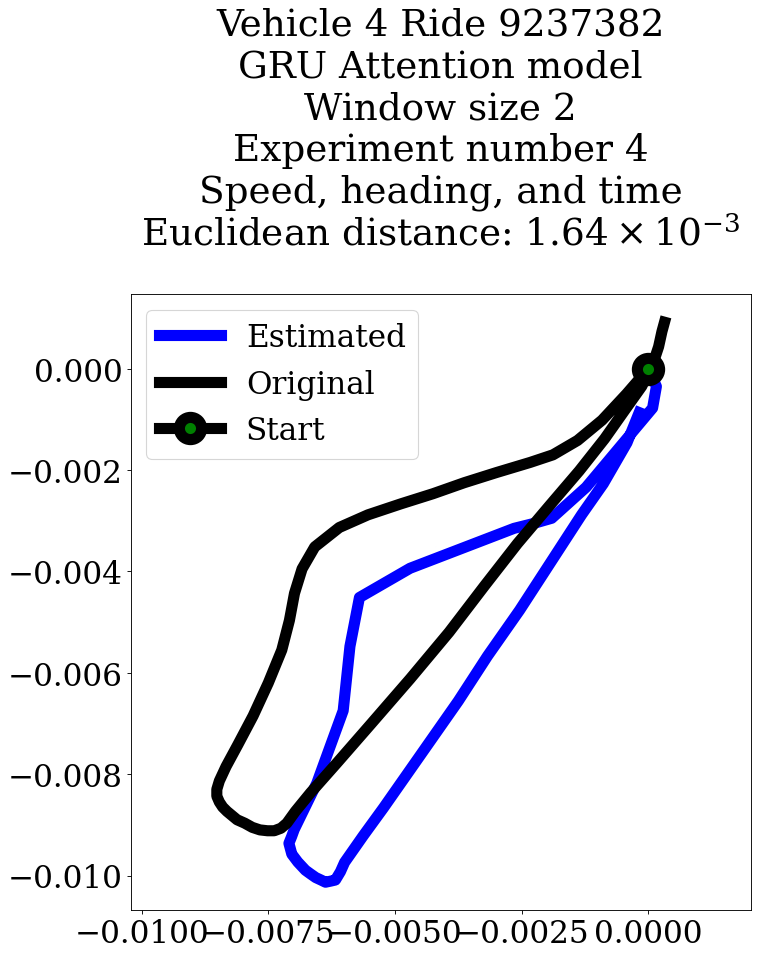 Vehicle 4 Ride 9237382
GRU Attention model
Window size 2
Experiment number 4
Speed, heading, and time
Euclidean distance: 1.64 × 10⁻³
Estimated
Original
Start
0.000
−0.002
−0.004
−0.006
−0.008
−0.010
−0.0100 −0.0075 −0.0050 −0.0025 0.0000